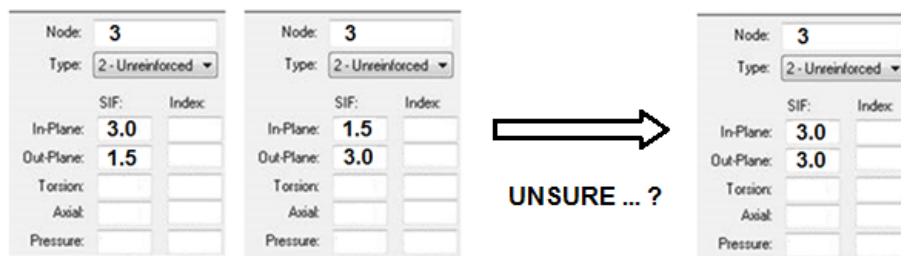 Node: 3
Type: 2 - Unreinforced
SIF: Index:
In-Plane: 3.0
Out-Plane: 1.5
Torsion:
Axial:
Pressure:
Node: 3
Type: 2 - Unreinforced
SIF: Index:
In-Plane: 1.5
Out-Plane: 3.0
Torsion:
Axial:
Pressure:
UNSURE ... ?
Node: 3
Type: 2 - Unreinforced
SIF: Index:
In-Plane: 3.0
Out-Plane: 3.0
Torsion:
Axial:
Pressure: